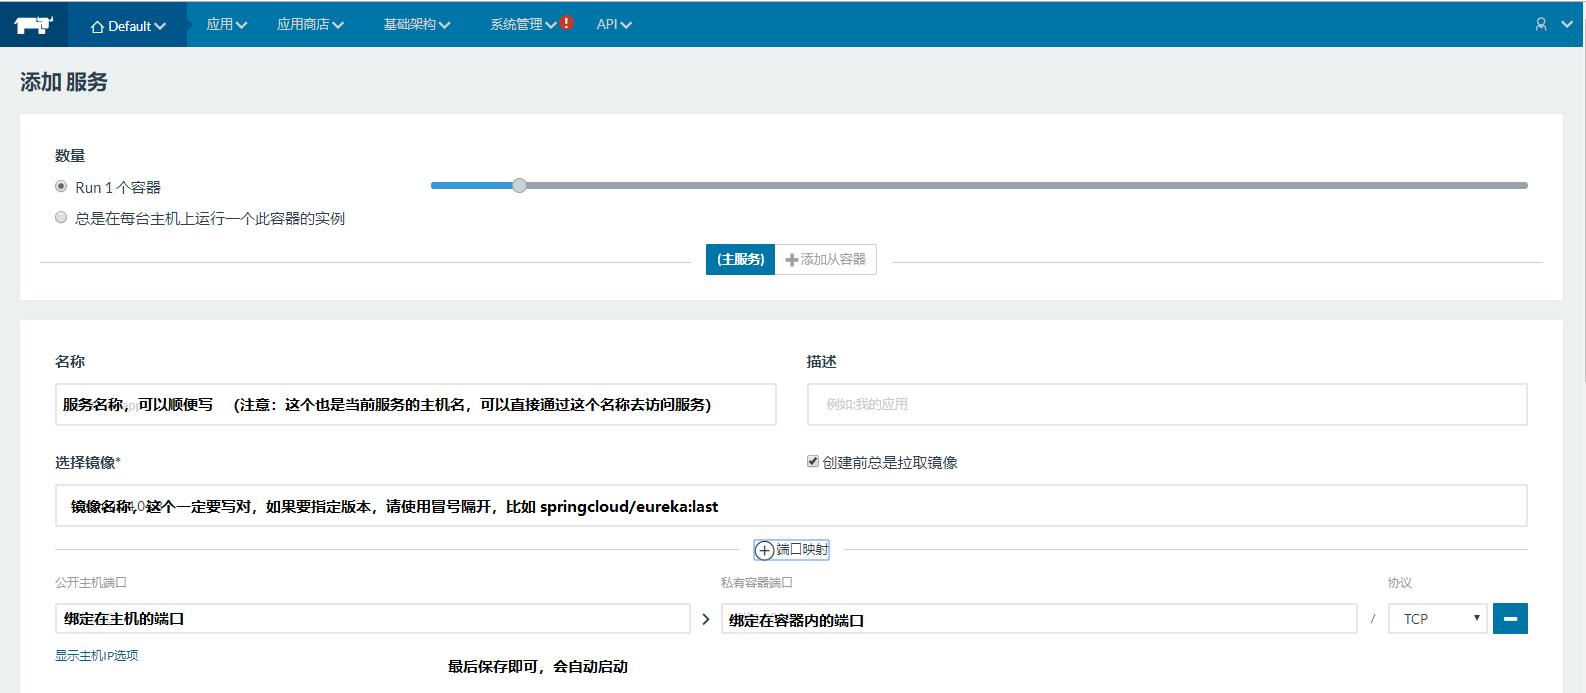 Default 应用 应用商店 基础架构 系统管理 ! API
添加 服务
数量
Run 1 个容器
总是在每台主机上运行一个此容器的实例
(主服务) 添加从容器
名称 描述
服务名称，可以顺便写 （注意：这个也是当前服务的主机名，可以直接通过这个名称去访问服务） 例如:我的应用
选择镜像* 创建前总是拉取镜像
镜像名称，这个一定要写对，如果要指定版本，请使用冒号隔开，比如 springcloud/eureka:last
端口映射
公开主机端口 私有容器端口 协议
绑定在主机的端口 绑定在容器内的端口 / TCP
显示主机IP选项
最后保存即可，会自动启动